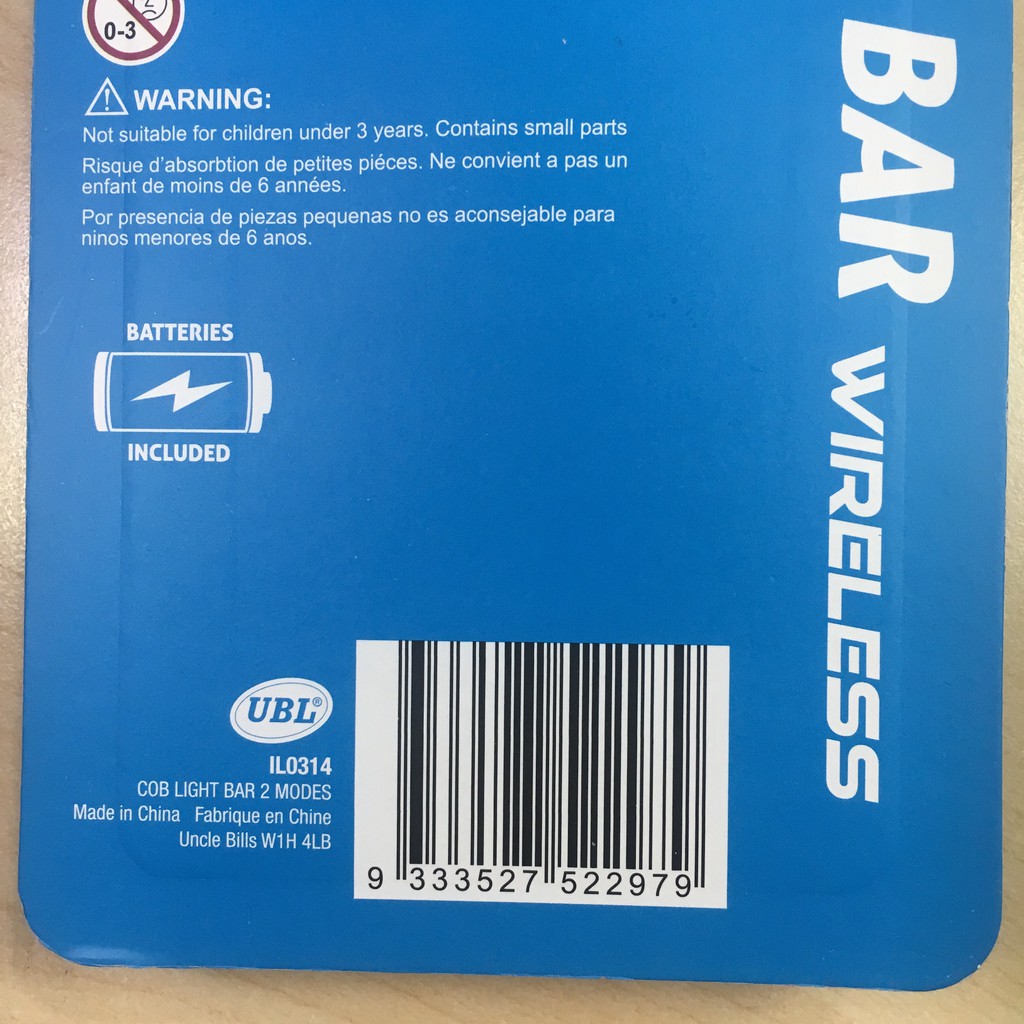 0-3
WARNING:
Not suitable for children under 3 years. Contains small parts
Risque d'absorbtion de petites piéces. Ne convient a pas un
enfant de moins de 6 années.
Por presencia de piezas pequenas no es aconsejable para
ninos menores de 6 anos.
BATTERIES
INCLUDED
BAR WIRELESS
UBL®
IL0314
COB LIGHT BAR 2 MODES
Made in China Fabrique en Chine
Uncle Bills W1H 4LB
9 333527 522979